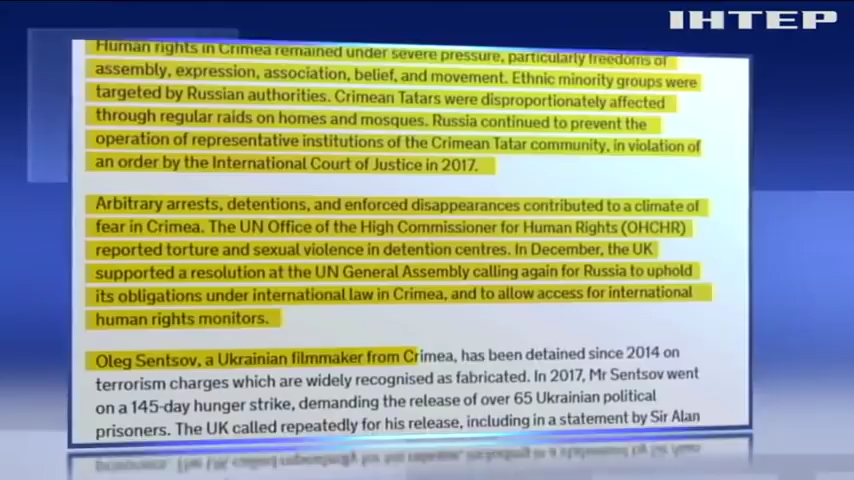 ІНТЕР
Human rights in Crimea remained under severe pressure, particularly freedoms of
assembly, expression, association, belief, and movement. Ethnic minority groups were
targeted by Russian authorities. Crimean Tatars were disproportionately affected
through regular raids on homes and mosques. Russia continued to prevent the
operation of representative institutions of the Crimean Tatar community, in violation of
an order by the International Court of Justice in 2017.
Arbitrary arrests, detentions, and enforced disappearances contributed to a climate of
fear in Crimea. The UN Office of the High Commissioner for Human Rights (OHCHR)
reported torture and sexual violence in detention centres. In December, the UK
supported a resolution at the UN General Assembly calling again for Russia to uphold
its obligations under international law in Crimea, and to allow access for international
human rights monitors.
Oleg Sentsov, a Ukrainian filmmaker from Crimea, has been detained since 2014 on
terrorism charges which are widely recognised as fabricated. In 2017, Mr Sentsov went
on a 145-day hunger strike, demanding the release of over 65 Ukrainian political
prisoners. The UK called repeatedly for his release, including in a statement by Sir Alan